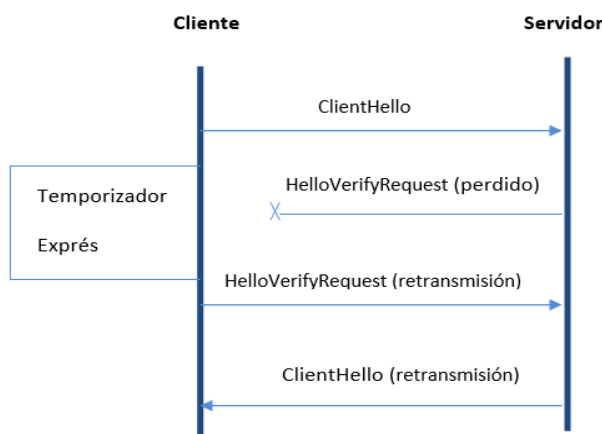 Cliente
Servidor
ClientHello
HelloVerifyRequest (perdido)
X
Temporizador
Exprés
HelloVerifyRequest (retransmisión)
ClientHello (retransmisión)